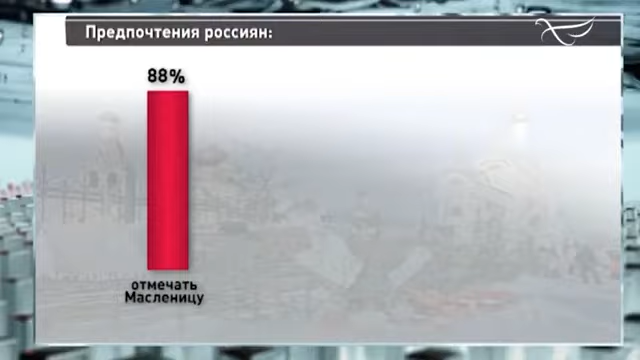 Предпочтения россиян:
88%
отмечать
Масленицу